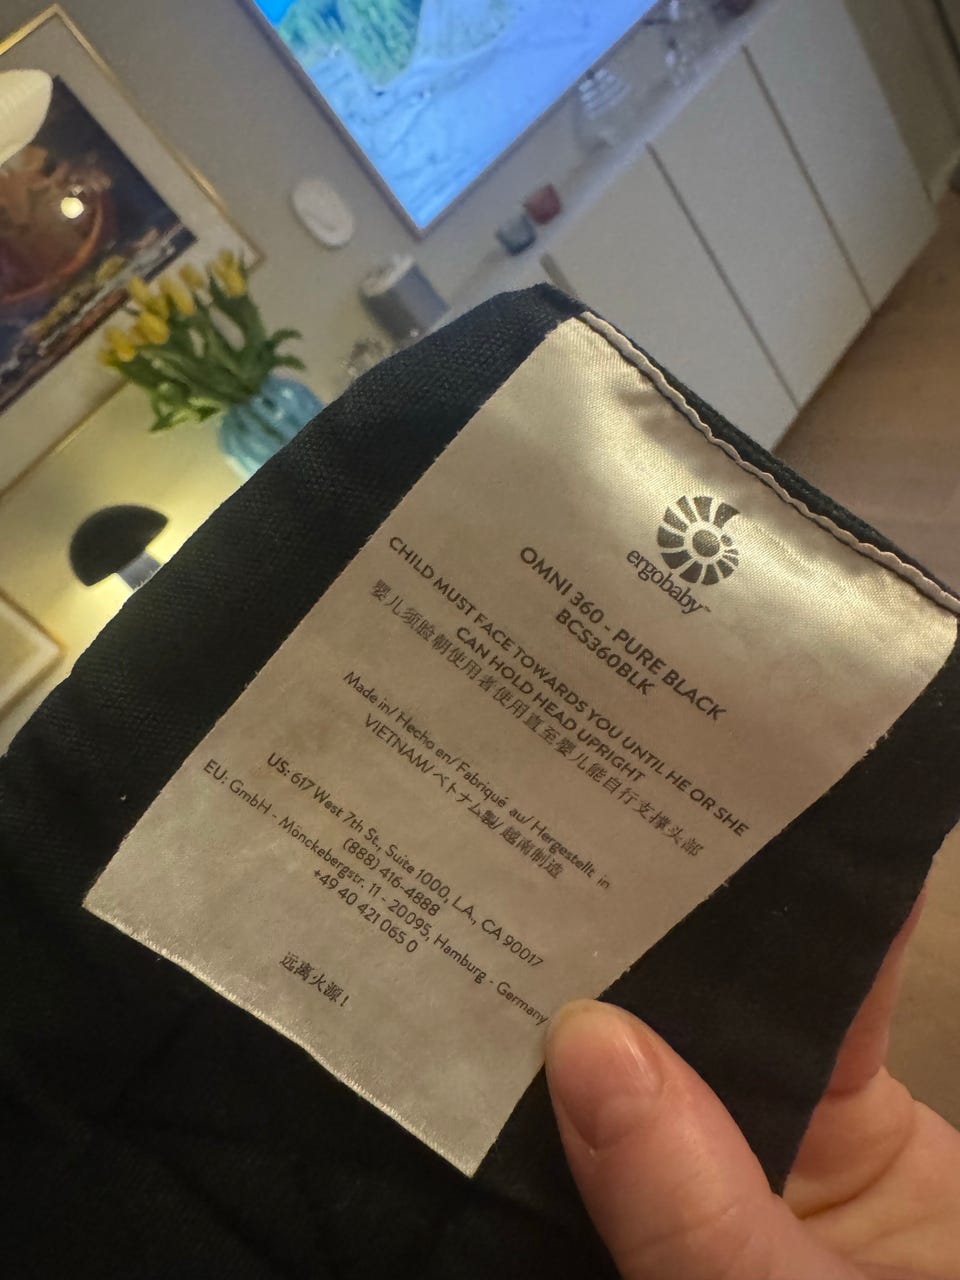 ergobaby™
OMNI 360 - PURE BLACK
BCS360BLK
CHILD MUST FACE TOWARDS YOU UNTIL HE OR SHE
CAN HOLD HEAD UPRIGHT
婴儿须脸朝使用者使用直至婴儿能自行支撑头部
Made in/ Hecho en/ Fabriqué au/ Hergestellt in
VIETNAM/ベトナム製/ 越南制造
US: 617 West 7th St., Suite 1000, L.A., CA 90017
(888) 416-4888
EU: GmbH - Mönckebergstr. 11 - 20095, Hamburg - Germany
+49 40 421 065 0
远离火源！